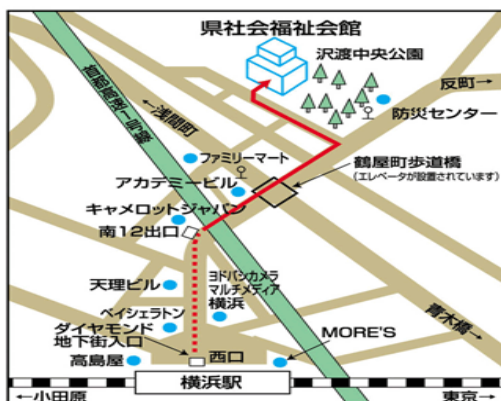 県社会福祉会館
沢渡中央公園
反町→
防災センター
←浅間町
ファミリーマート
鶴屋町歩道橋
(エレベータが設置されています)
アカデミービル
キャメロットジャパン
南12出口
天理ビル
ヨドバシカメラ
マルチメディア
横浜
ベイシェラトン
ダイヤモンド
地下街入口
青木橋→
MORE'S
高島屋
西口
横浜駅
←小田原
東京→